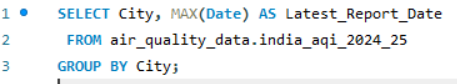 1 SELECT City, MAX(Date) AS Latest_Report_Date
2 FROM air_quality_data.india_aqi_2024_25
3 GROUP BY City;